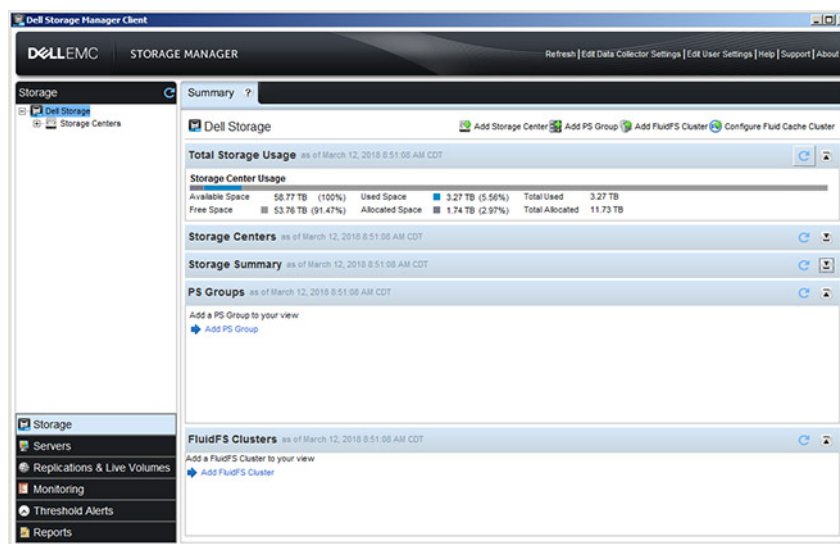 Dell Storage Manager Client
DELLEMC STORAGE MANAGER
Refresh | Edit Data Collector Settings | Edit User Settings | Help | Support | About
Storage
Dell Storage
Storage Centers
Summary ?
Dell Storage
Add Storage Center Add PS Group Add FluidFS Cluster Configure Fluid Cache Cluster
Total Storage Usage as of March 12, 2018 8:51:08 AM CDT
Storage Center Usage
Available Space 58.77 TB (100%) Used Space 3.27 TB (5.56%) Total Used 3.27 TB
Free Space 53.76 TB (91.47%) Allocated Space 1.74 TB (2.97%) Total Allocated 11.73 TB
Storage Centers as of March 12, 2018 8:51:08 AM CDT
Storage Summary as of March 12, 2018 8:51:08 AM CDT
PS Groups as of March 12, 2018 8:51:08 AM CDT
Add a PS Group to your view
Add PS Group
FluidFS Clusters as of March 12, 2018 8:51:08 AM CDT
Add a FluidFS Cluster to your view
Add FluidFS Cluster
Storage
Servers
Replications & Live Volumes
Monitoring
Threshold Alerts
Reports